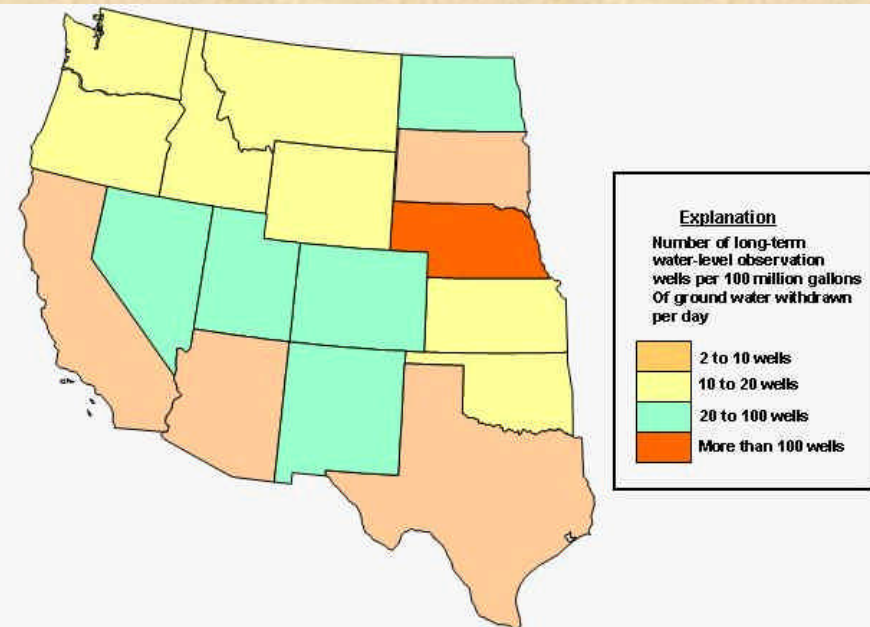 Explanation
Number of long-term
water-level observation
wells per 100 million gallons
Of ground water withdrawn
per day
2 to 10 wells
10 to 20 wells
20 to 100 wells
More than 100 wells